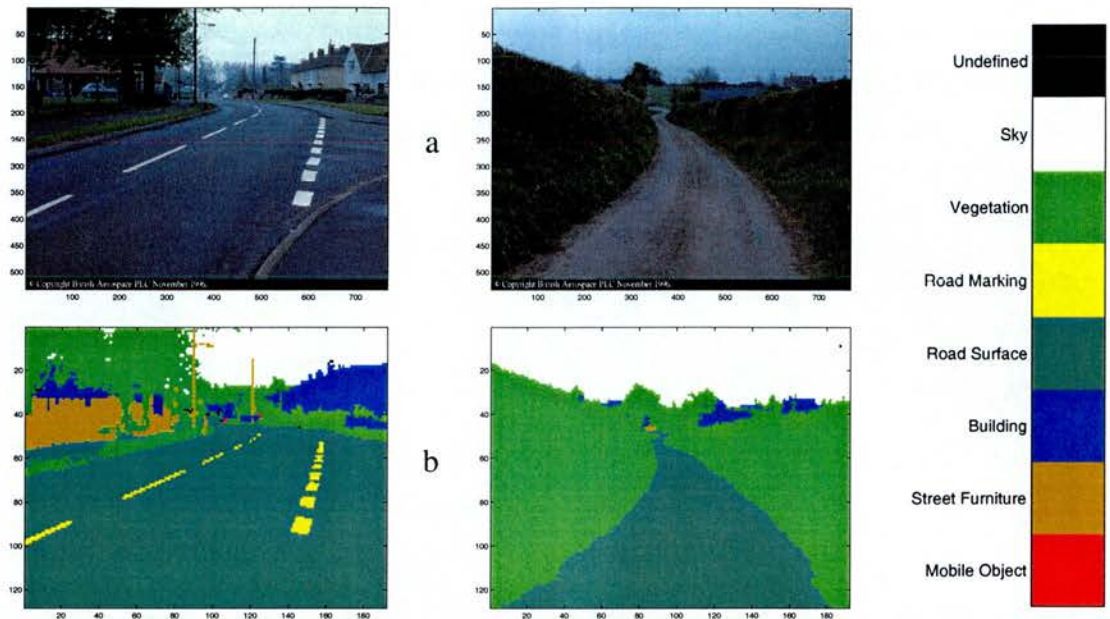 50
100
150
200
250
300
350
400
450
500
© Copyright British Aerospace PLC November 1996.
100 200 300 400 500 600 700
a
50
100
150
200
250
300
350
400
450
500
© Copyright British Aerospace PLC November 1996.
100 200 300 400 500 600 700
20
40
60
80
100
120
20 40 60 80 100 120 140 160 180
b
20
40
60
80
100
120
20 40 60 80 100 120 140 160 180
Undefined
Sky
Vegetation
Road Marking
Road Surface
Building
Street Furniture
Mobile Object